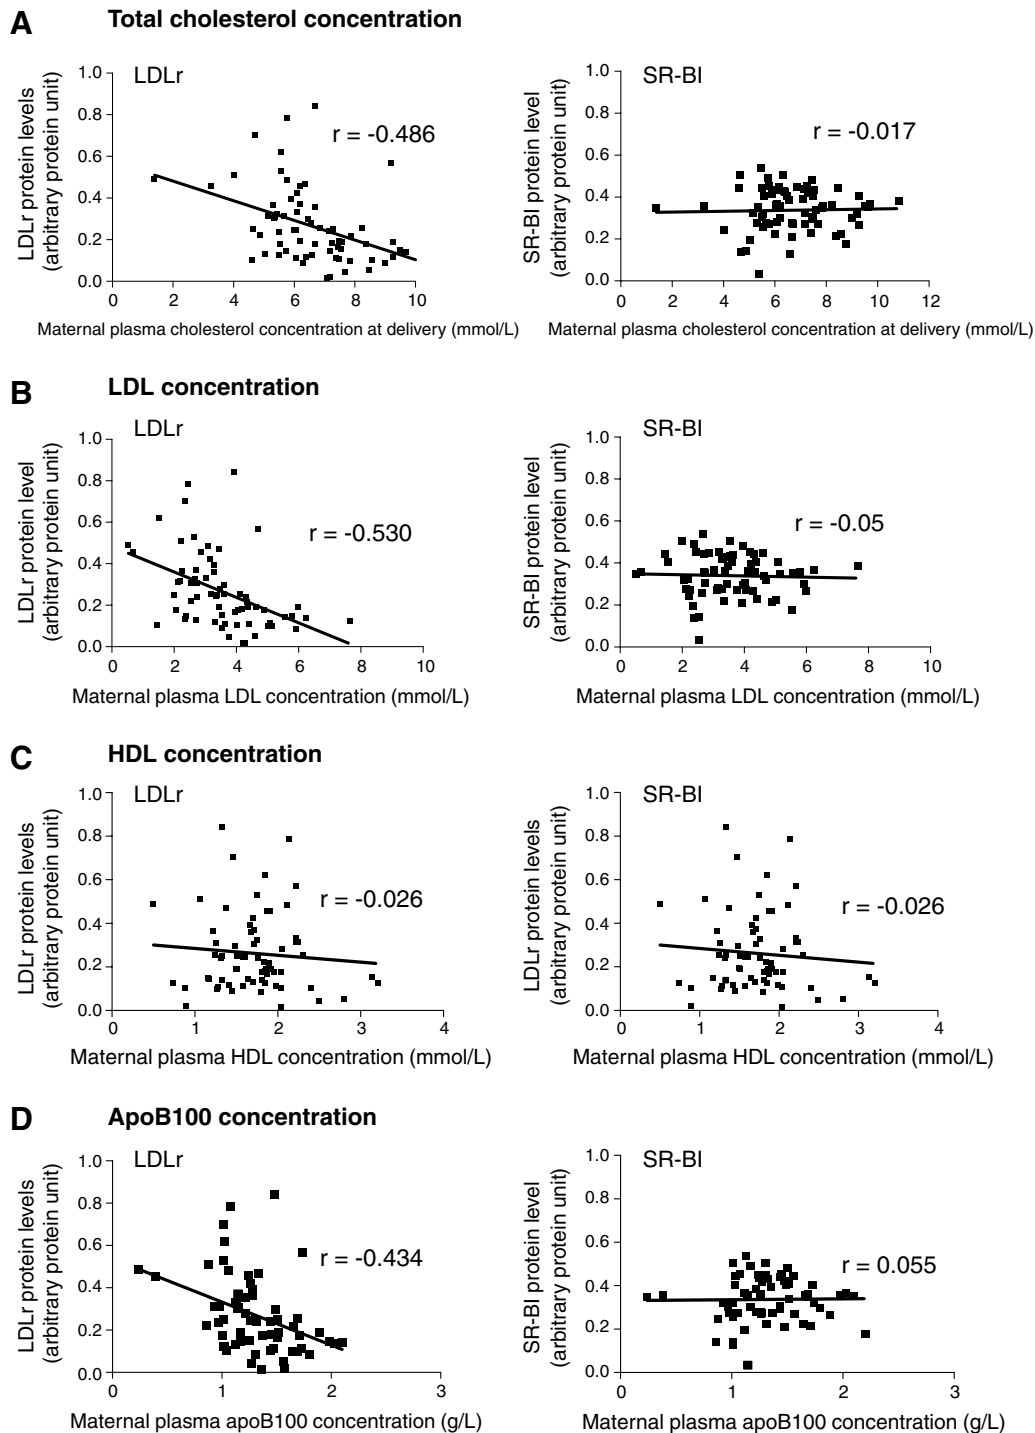 A Total cholesterol concentration
LDLr
LDLr protein levels
(arbitrary protein unit)
1.0
0.8
0.6
0.4
0.2
0.0
r = -0.486
0 2 4 6 8 10
Maternal plasma cholesterol concentration at delivery (mmol/L)
SR-BI
SR-BI protein level
(arbitrary protein unit)
1.0
0.8
0.6
0.4
0.2
0.0
r = -0.017
0 2 4 6 8 10 12
Maternal plasma cholesterol concentration at delivery (mmol/L)
B LDL concentration
LDLr
LDLr protein level
(arbitrary protein unit)
1.0
0.8
0.6
0.4
0.2
0.0
r = -0.530
0 2 4 6 8 10
Maternal plasma LDL concentration (mmol/L)
SR-BI
SR-BI protein level
(arbitrary protein unit)
1.0
0.8
0.6
0.4
0.2
0.0
r = -0.05
0 2 4 6 8 10
Maternal plasma LDL concentration (mmol/L)
C HDL concentration
LDLr
LDLr protein levels
(arbitrary protein unit)
1.0
0.8
0.6
0.4
0.2
0.0
r = -0.026
0 1 2 3 4
Maternal plasma HDL concentration (mmol/L)
SR-BI
LDLr protein levels
(arbitrary protein unit)
1.0
0.8
0.6
0.4
0.2
0.0
r = -0.026
0 1 2 3 4
Maternal plasma HDL concentration (mmol/L)
D ApoB100 concentration
LDLr
LDLr protein levels
(arbitrary protein unit)
1.0
0.8
0.6
0.4
0.2
0.0
r = -0.434
0 1 2 3
Maternal plasma apoB100 concentration (g/L)
SR-BI
SR-BI protein level
(arbitrary protein unit)
1.0
0.8
0.6
0.4
0.2
0.0
r = 0.055
0 1 2 3
Maternal plasma apoB100 concentration (g/L)